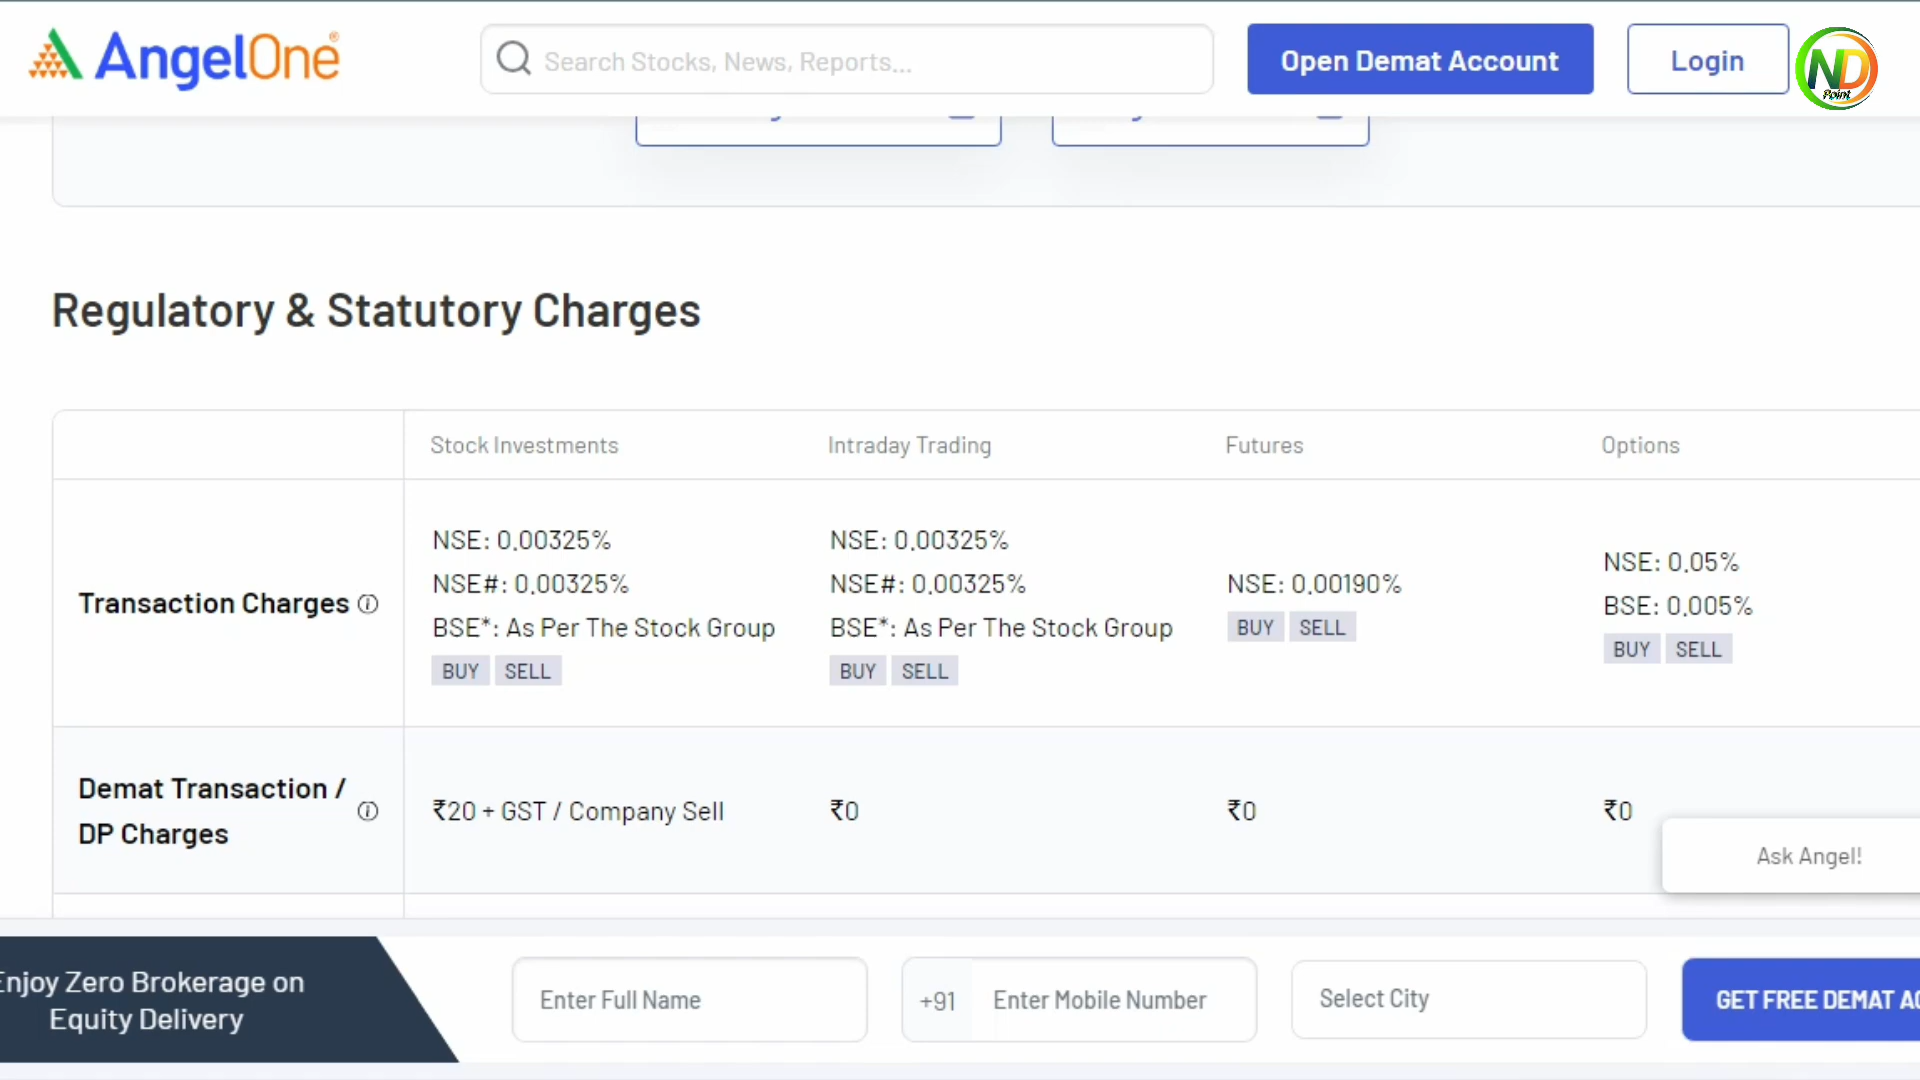 AngelOne
Search Stocks, News, Reports...
Open Demat Account
Login
ND
Point
Regulatory & Statutory Charges
Stock Investments Intraday Trading Futures Options
Transaction Charges
NSE: 0.00325%
NSE#: 0.00325%
BSE*: As Per The Stock Group
BUY SELL
NSE: 0.00325%
NSE#: 0.00325%
BSE*: As Per The Stock Group
BUY SELL
NSE: 0.00190%
BUY SELL
NSE: 0.05%
BSE: 0.005%
BUY SELL
Demat Transaction /
DP Charges
₹20 + GST / Company Sell
₹0
₹0
₹0
Ask Angel!
Enjoy Zero Brokerage on
Equity Delivery
Enter Full Name
+91 Enter Mobile Number
Select City
GET FREE DEMAT